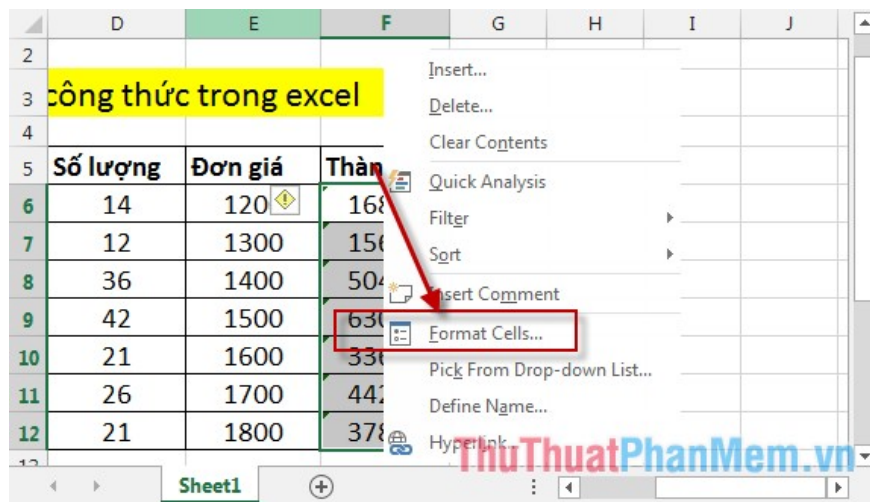 D E F G H I J
2
3 công thức trong excel
4
5 Số lượng Đơn giá Thàn
6 14 120 168
7 12 1300 156
8 36 1400 504
9 42 1500 630
10 21 1600 336
11 26 1700 442
12 21 1800 378
Insert...
Delete...
Clear Contents
Quick Analysis
Filter
Sort
Insert Comment
Format Cells...
Pick From Drop-down List...
Define Name...
Hyperlink...
ThuThuatPhanMem.vn
Sheet1